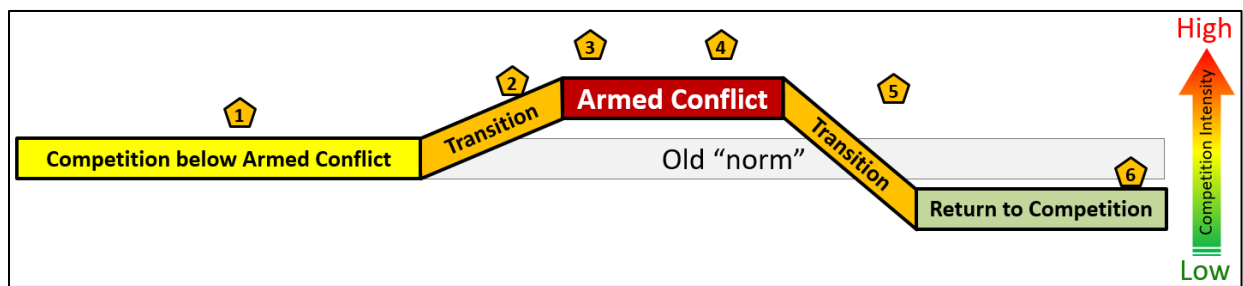 High
3
4
2
5
1
Armed Conflict
Transition
Transition
Competition below Armed Conflict
Old “norm”
6
Return to Competition
Competition Intensity
Low